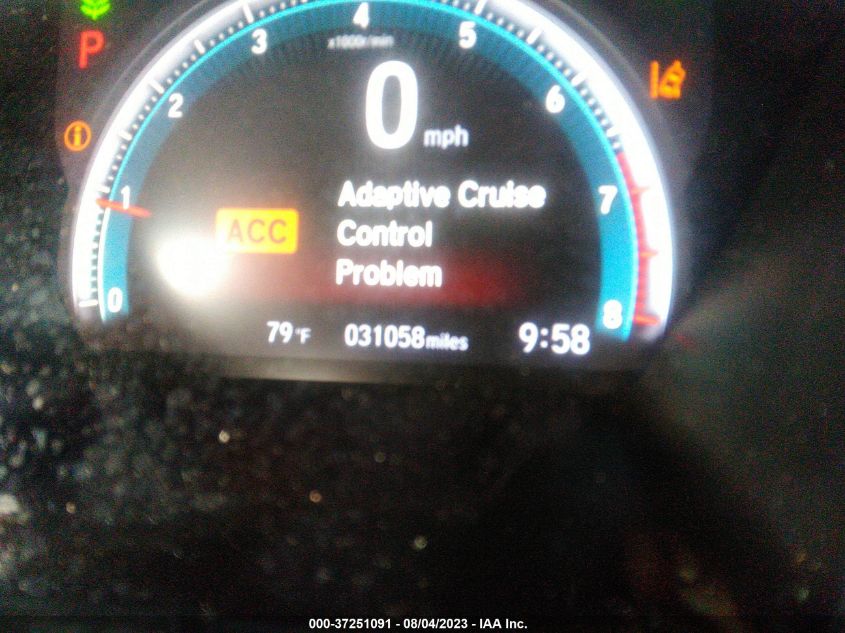 4
3
5
x1000r/min
P
2
0
6
mph
1
Adaptive Cruise
7
ACC
Control
Problem
0
8
79°F
031058miles
9:58
000-37251091 - 08/04/2023 - IAA Inc.